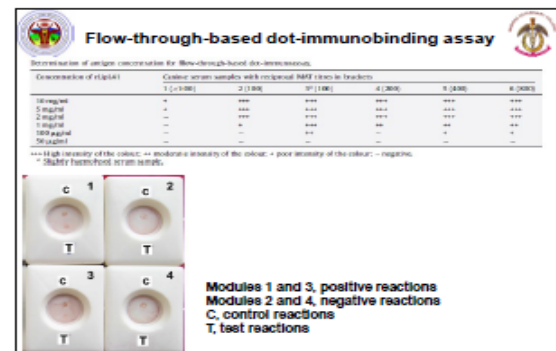 Flow-through-based dot-immunobinding assay
Determination of antigen concentration for flow-through-based dot-immunoassay.
Concentration of rLipL41 Canine serum samples with reciprocal MAT titres in brackets
1 (<100) 2 (100) 3ᵃ (100) 4 (200) 5 (400) 6 (800)
10 mg/ml + +++ +++ +++ +++ +++
5 mg/ml + +++ +++ +++ +++ +++
2 mg/ml – +++ +++ +++ +++ +++
1 mg/ml – + +++ ++ ++ ++
100 µg/ml – – ++ – + +
50 µg/ml – – – – – –
+++ High intensity of the colour; ++ moderate intensity of the colour; + poor intensity of the colour; – negative.
ᵃ Slightly haemolysed serum sample.
C 1 C 2
T T
C 3 C 4
T T
Modules 1 and 3, positive reactions
Modules 2 and 4, negative reactions
C, control reactions
T, test reactions